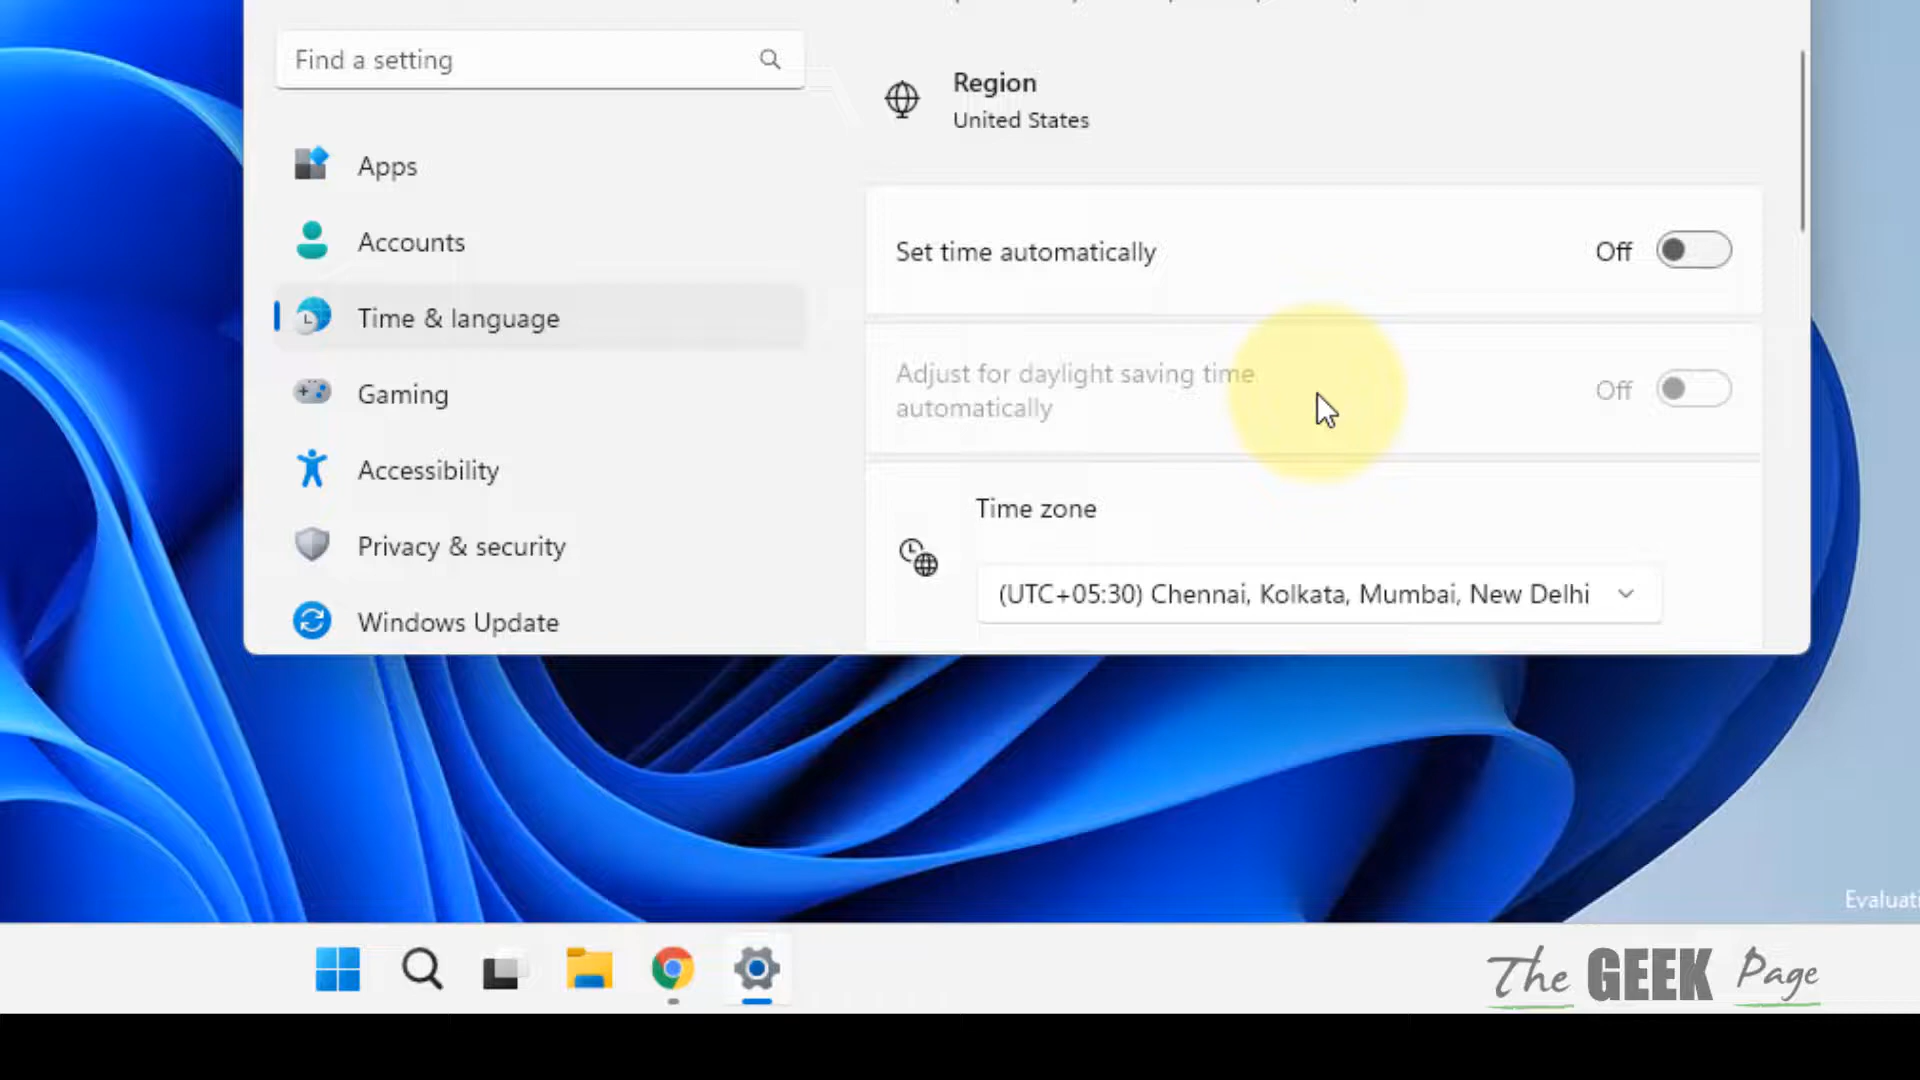 Find a setting
Region
United States
Apps
Accounts
Time & language
Gaming
Accessibility
Privacy & security
Windows Update
Set time automatically
Off
Adjust for daylight saving time
automatically
Off
Time zone
(UTC+05:30) Chennai, Kolkata, Mumbai, New Delhi
The GEEK Page